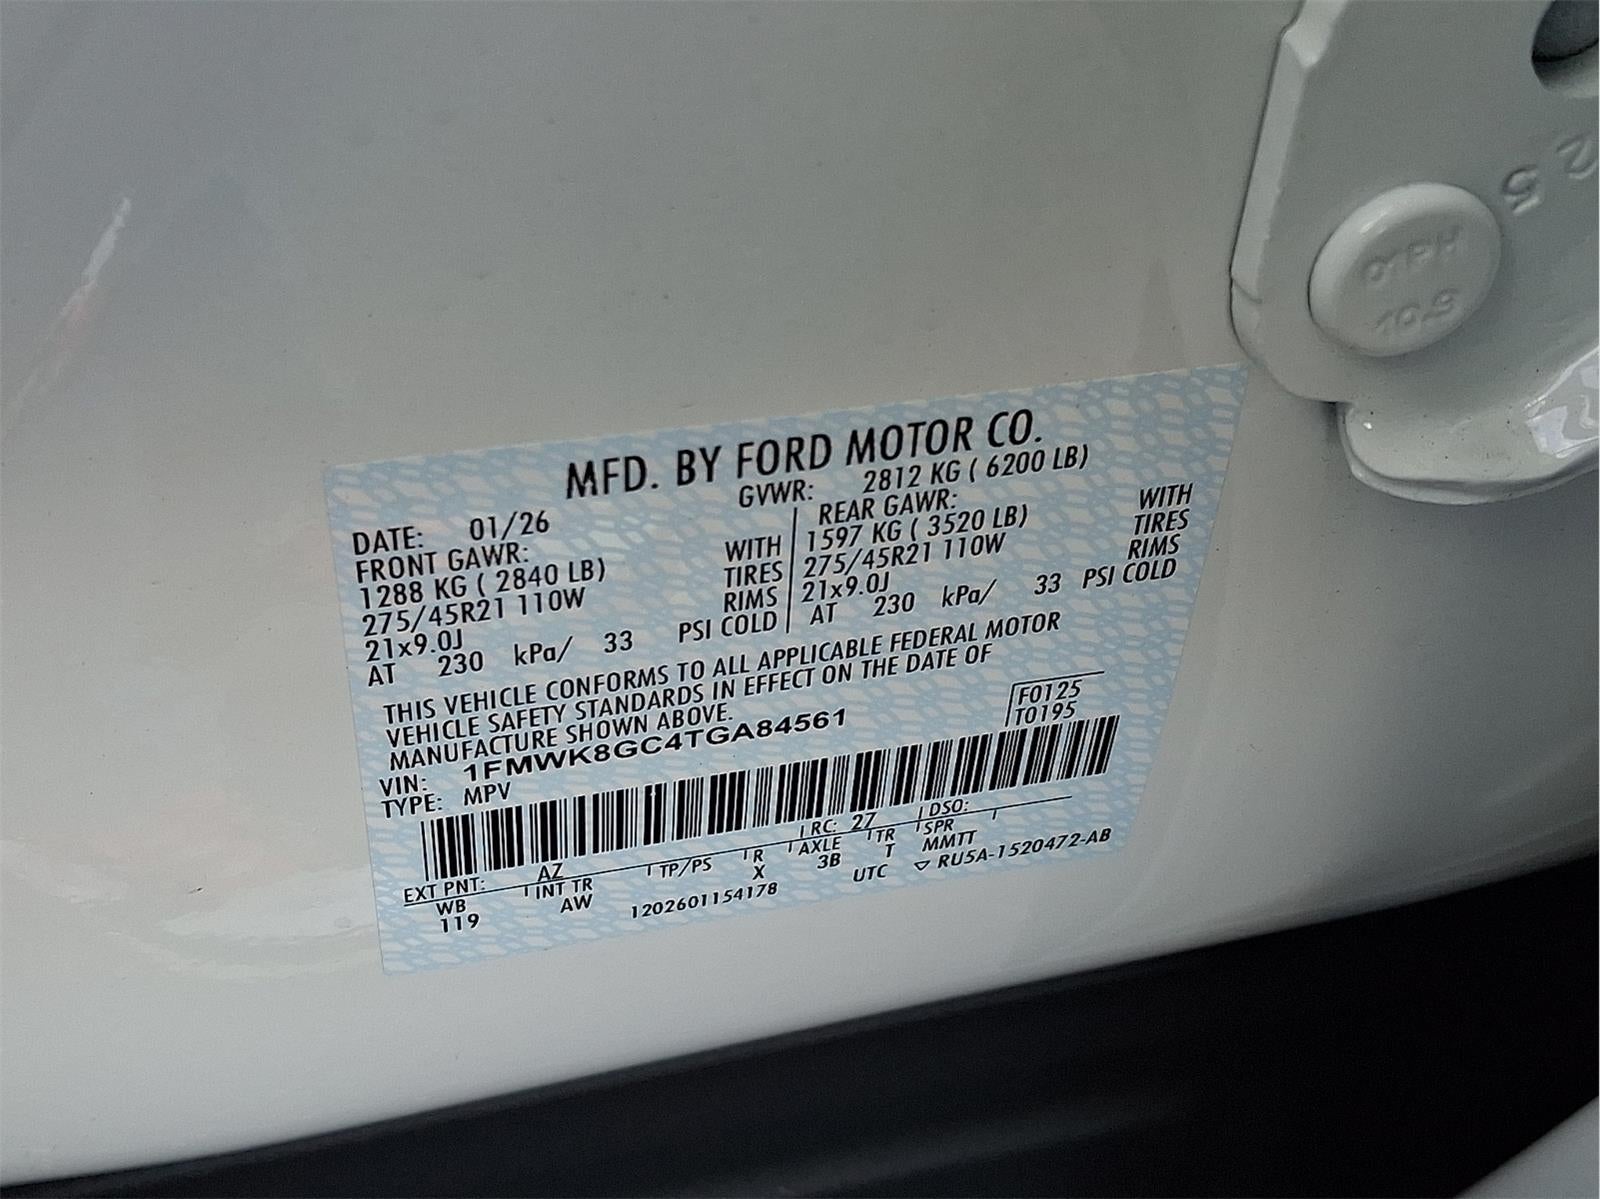 2
5
01PH
10.9
MFD. BY FORD MOTOR CO.
DATE: 01/26 GVWR: 2812 KG ( 6200 LB)
FRONT GAWR: REAR GAWR:
1288 KG ( 2840 LB) WITH 1597 KG ( 3520 LB) WITH
275/45R21 110W TIRES 275/45R21 110W TIRES
21x9.0J RIMS 21x9.0J RIMS
AT 230 kPa/ 33 PSI COLD AT 230 kPa/ 33 PSI COLD
THIS VEHICLE CONFORMS TO ALL APPLICABLE FEDERAL MOTOR
VEHICLE SAFETY STANDARDS IN EFFECT ON THE DATE OF
MANUFACTURE SHOWN ABOVE.
F0125
T0195
VIN: 1FMWK8GC4TGA84561
TYPE: MPV
EXT PNT: AZ RC: 27 DSO:
WB INT TR TP/PS R AXLE TR SPR
119 AW X 3B T MMTT
1202601154178 UTC RU5A-1520472-AB